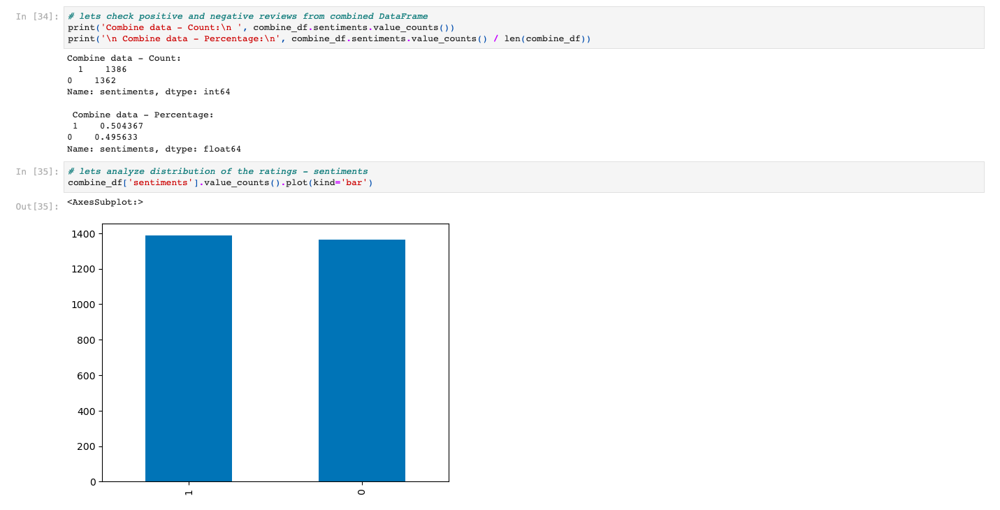 In [34]:
# lets check positive and negative reviews from combined DataFrame
print('Combine data - Count:\n ', combine_df.sentiments.value_counts())
print('\n Combine data - Percentage:\n', combine_df.sentiments.value_counts() / len(combine_df))
Combine data - Count:
  1    1386
0    1362
Name: sentiments, dtype: int64

 Combine data - Percentage:
 1    0.504367
0    0.495633
Name: sentiments, dtype: float64
In [35]:
# lets analyze distribution of the ratings - sentiments
combine_df['sentiments'].value_counts().plot(kind='bar')
Out[35]:
<AxesSubplot:>
1400
1200
1000
800
600
400
200
0
1
0